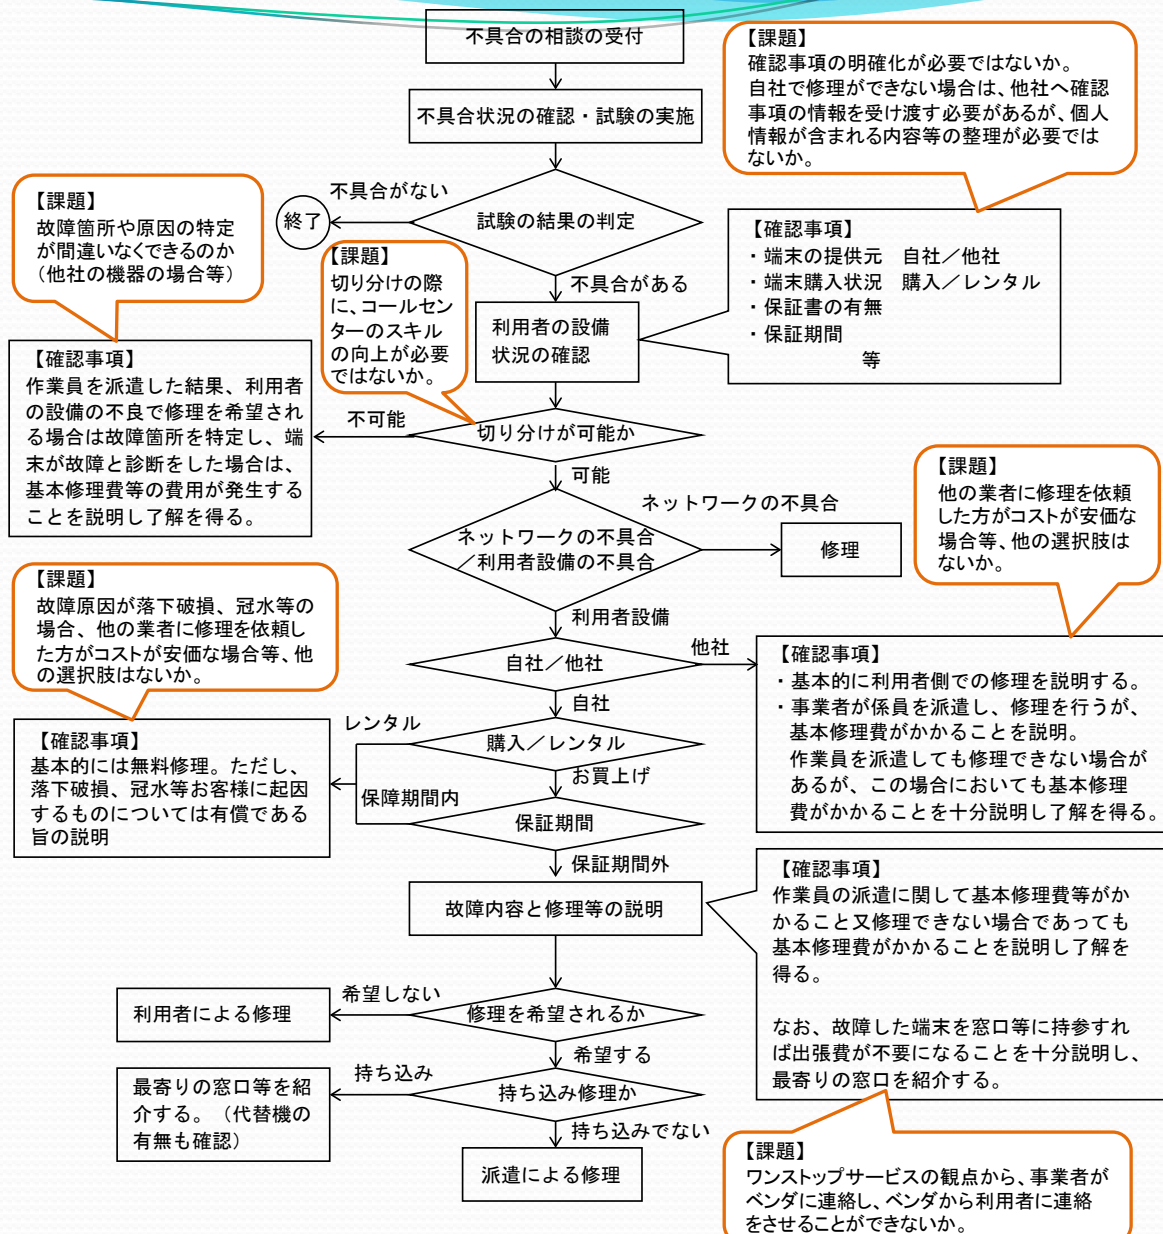 不具合の相談の受付
【課題】
確認事項の明確化が必要ではないか。
自社で修理ができない場合は、他社へ確認
事項の情報を受け渡す必要があるが、個人
情報が含まれる内容等の整理が必要では
ないか。
不具合状況の確認・試験の実施
不具合がない
終了
試験の結果の判定
【課題】
故障箇所や原因の特定
が間違いなくできるのか
（他社の機器の場合等）
【確認事項】
・端末の提供元　自社／他社
・端末購入状況　購入／レンタル
・保証書の有無
・保証期間
等
【課題】
切り分けの際
に、コールセン
ターのスキル
の向上が必要
ではないか。
不具合がある
利用者の設備
状況の確認
【確認事項】
作業員を派遣した結果、利用者
の設備の不良で修理を希望され
る場合は故障箇所を特定し、端
末が故障と診断をした場合は、
基本修理費等の費用が発生する
ことを説明し了解を得る。
不可能
切り分けが可能か
可能
【課題】
他の業者に修理を依頼
した方がコストが安価な
場合等、他の選択肢は
ないか。
ネットワークの不具合
ネットワークの不具合
／利用者設備の不具合
修理
【課題】
故障原因が落下破損、冠水等の
場合、他の業者に修理を依頼し
た方がコストが安価な場合等、他
の選択肢はないか。
利用者設備
自社／他社
他社
【確認事項】
・基本的に利用者側での修理を説明する。
・事業者が係員を派遣し、修理を行うが、
基本修理費がかかることを説明。
作業員を派遣しても修理できない場合が
あるが、この場合においても基本修理
費がかかることを十分説明し了解を得る。
自社
レンタル
購入／レンタル
【確認事項】
基本的には無料修理。ただし、
落下破損、冠水等お客様に起因
するものについては有償である
旨の説明
お買上げ
保障期間内
保証期間
保証期間外
故障内容と修理等の説明
【確認事項】
作業員の派遣に関して基本修理費等がか
かること又修理できない場合であっても
基本修理費がかかることを説明し了解を
得る。
なお、故障した端末を窓口等に持参すれ
ば出張費が不要になることを十分説明し、
最寄りの窓口を紹介する。
希望しない
利用者による修理
修理を希望されるか
希望する
持ち込み
最寄りの窓口等を紹
介する。（代替機の
有無も確認）
持ち込み修理か
持ち込みでない
派遣による修理
【課題】
ワンストップサービスの観点から、事業者が
ベンダに連絡し、ベンダから利用者に連絡
をさせることができないか。